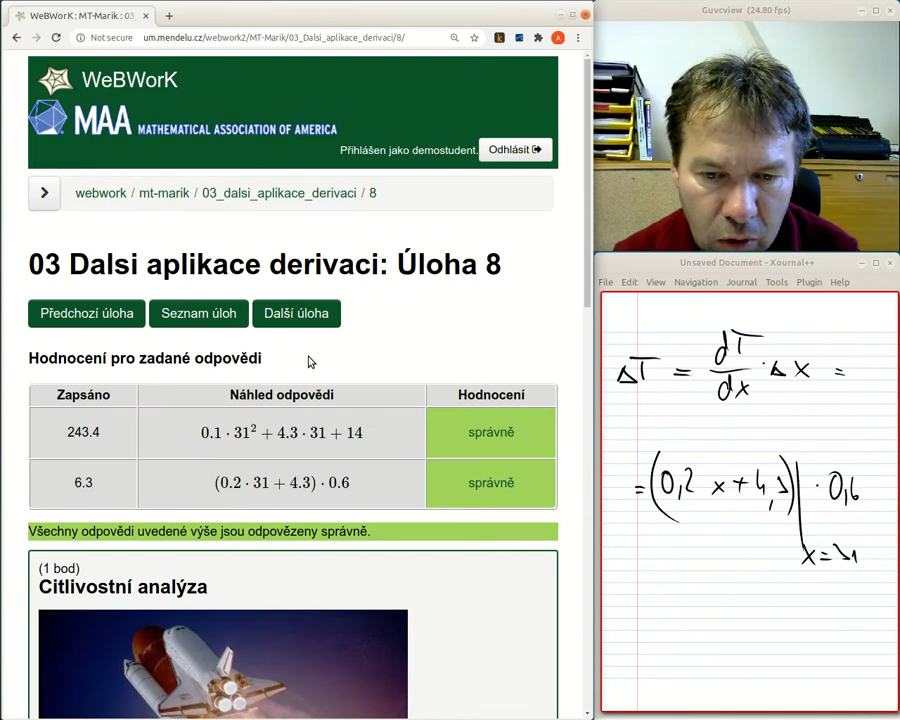 WeBWorK : MT-Marik : 03_
Guvcview (24.80 fps)
Not secure um.mendelu.cz/webwork2/MT-Marik/03_Dalsi_aplikace_derivaci/8/
WeBWorK
MAA MATHEMATICAL ASSOCIATION OF AMERICA
Přihlášen jako demostudent. Odhlásit
webwork / mt-marik / 03_dalsi_aplikace_derivaci / 8
03 Dalsi aplikace derivaci: Úloha 8
Předchozí úloha Seznam úloh Další úloha
Hodnocení pro zadané odpovědi
Zapsáno Náhled odpovědi Hodnocení
243.4 0.1 · 31² + 4.3 · 31 + 14 správně
6.3 (0.2 · 31 + 4.3) · 0.6 správně
Všechny odpovědi uvedené výše jsou odpovězeny správně.
(1 bod)
Citlivostní analýza
Unsaved Document - Xournal++
File Edit View Navigation Journal Tools Plugin Help
ΔT = dT/dx · Δx =
= (0,2 x + 4,3)| · 0,6
x=31